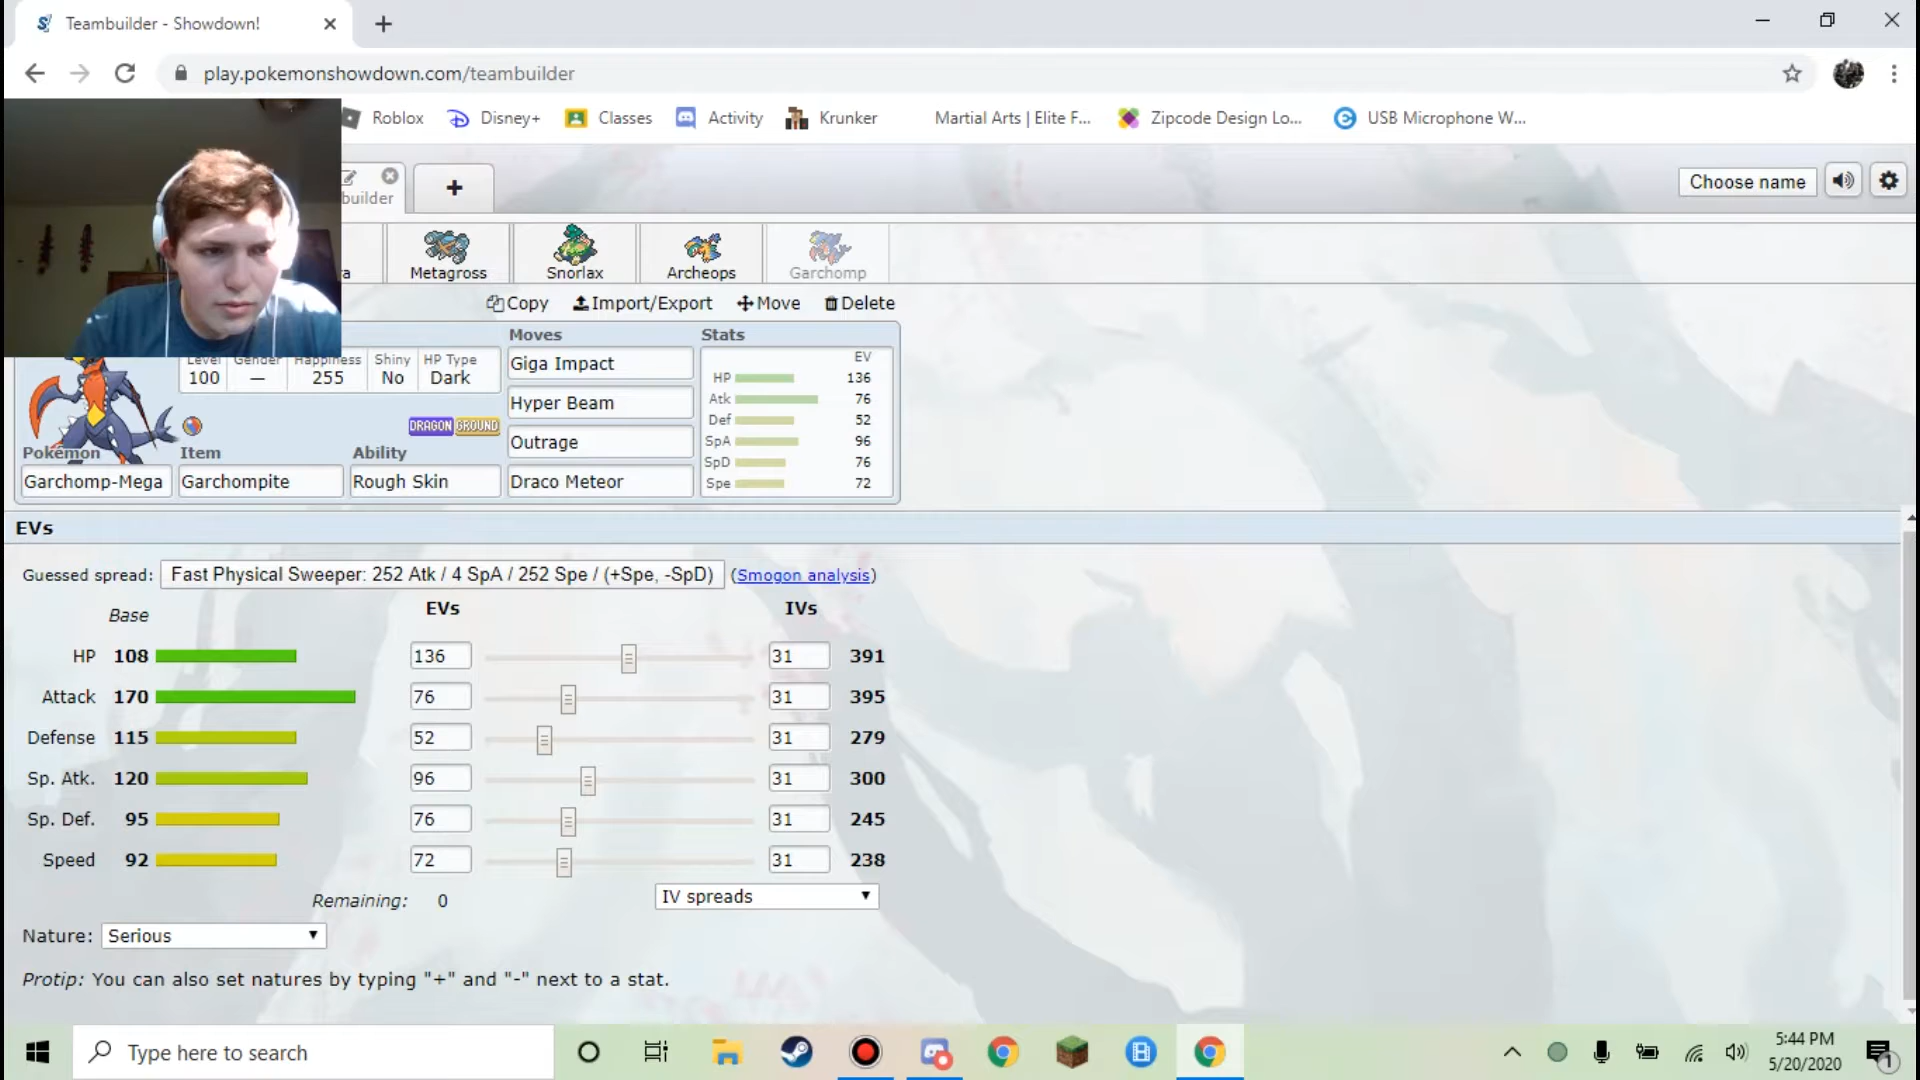 Teambuilder - Showdown!
play.pokemonshowdown.com/teambuilder
Roblox Disney+ Classes Activity Krunker Martial Arts | Elite F... Zipcode Design Lo... USB Microphone W...
builder
+
Choose name
a Metagross Snorlax Archeops Garchomp
Copy Import/Export Move Delete
Moves Stats
Level Gender Happiness Shiny HP Type
100 — 255 No Dark
Giga Impact
Hyper Beam
Outrage
Draco Meteor
EV
HP 136
Atk 76
Def 52
SpA 96
SpD 76
Spe 72
DRAGON GROUND
Pokémon Item Ability
Garchomp-Mega Garchompite Rough Skin
EVs
Guessed spread: Fast Physical Sweeper: 252 Atk / 4 SpA / 252 Spe / (+Spe, -SpD) (Smogon analysis)
Base EVs IVs
HP 108 136 31 391
Attack 170 76 31 395
Defense 115 52 31 279
Sp. Atk. 120 96 31 300
Sp. Def. 95 76 31 245
Speed 92 72 31 238
Remaining: 0 IV spreads
Nature: Serious
Protip: You can also set natures by typing "+" and "-" next to a stat.
Type here to search
5:44 PM
5/20/2020
1